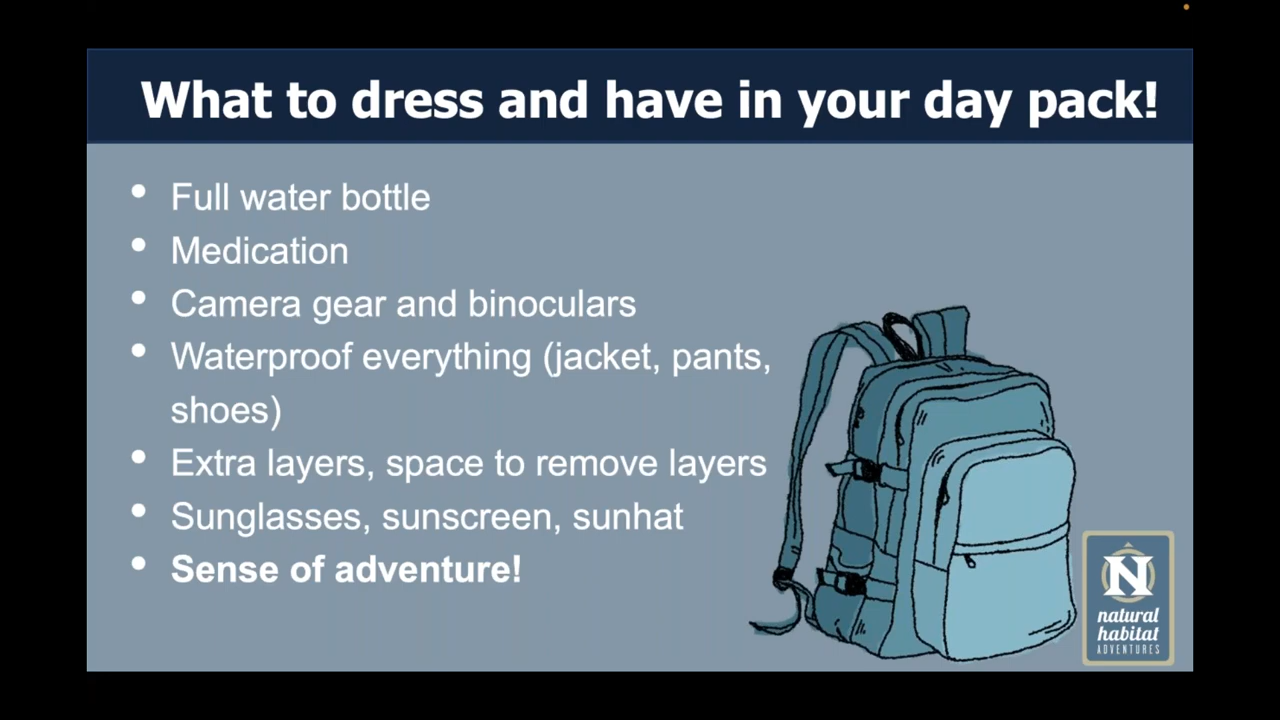 What to dress and have in your day pack!
• Full water bottle
• Medication
• Camera gear and binoculars
• Waterproof everything (jacket, pants,
shoes)
• Extra layers, space to remove layers
• Sunglasses, sunscreen, sunhat
• Sense of adventure!
N
natural
habitat
ADVENTURES